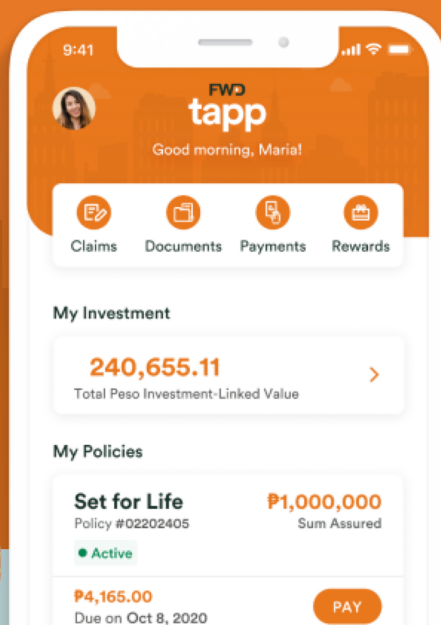 9:41
FWD
tapp
Good morning, Maria!
Claims Documents Payments Rewards
My Investment
240,655.11
Total Peso Investment-Linked Value
My Policies
Set for Life ₱1,000,000
Policy #02202405 Sum Assured
Active
₱4,165.00
Due on Oct 8, 2020
PAY